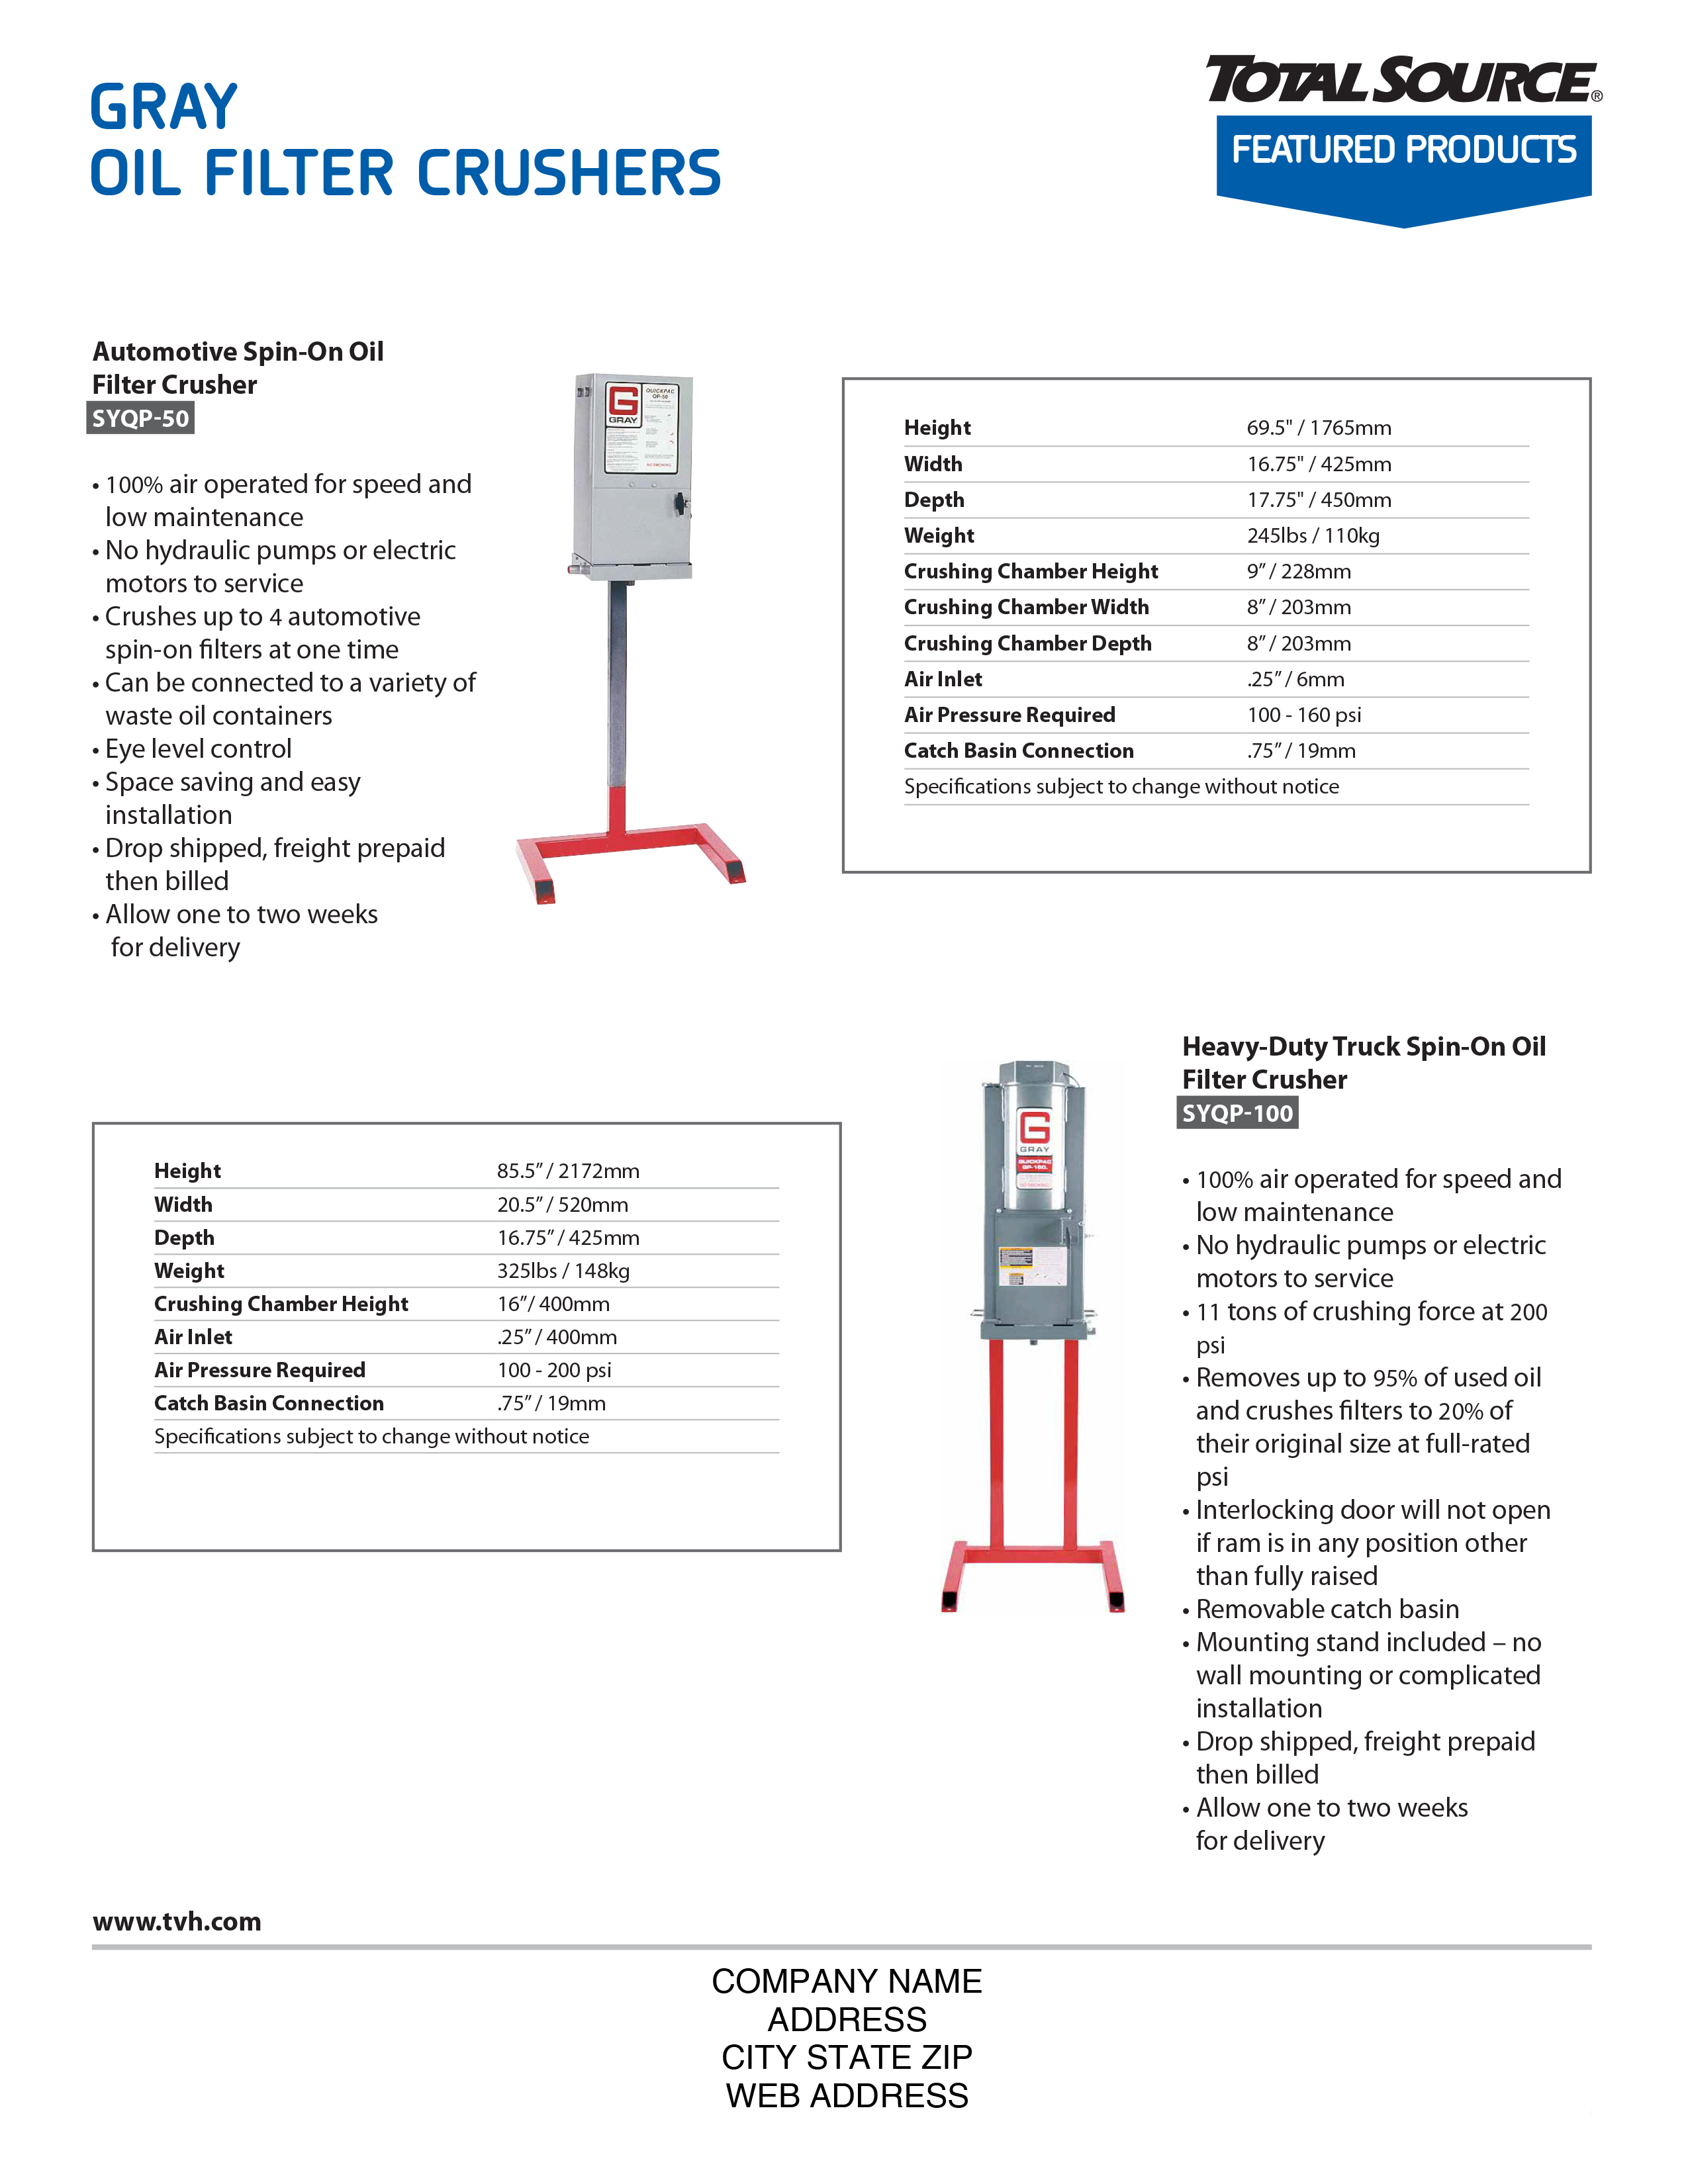 GRAY
OIL FILTER CRUSHERS
TOTALSOURCE®
FEATURED PRODUCTS
Automotive Spin-On Oil
Filter Crusher
SYQP-50
• 100% air operated for speed and
low maintenance
• No hydraulic pumps or electric
motors to service
• Crushes up to 4 automotive
spin-on filters at one time
• Can be connected to a variety of
waste oil containers
• Eye level control
• Space saving and easy
installation
• Drop shipped, freight prepaid
then billed
• Allow one to two weeks
for delivery
G
GRAY
QUICKPAC
QP-50
NO SMOKING
Height 69.5" / 1765mm
Width 16.75" / 425mm
Depth 17.75" / 450mm
Weight 245lbs / 110kg
Crushing Chamber Height 9” / 228mm
Crushing Chamber Width 8” / 203mm
Crushing Chamber Depth 8” / 203mm
Air Inlet .25” / 6mm
Air Pressure Required 100 - 160 psi
Catch Basin Connection .75” / 19mm
Specifications subject to change without notice
Height 85.5” / 2172mm
Width 20.5” / 520mm
Depth 16.75” / 425mm
Weight 325lbs / 148kg
Crushing Chamber Height 16”/ 400mm
Air Inlet .25” / 400mm
Air Pressure Required 100 - 200 psi
Catch Basin Connection .75” / 19mm
Specifications subject to change without notice
G
GRAY
QUICKPAC
Heavy-Duty Truck Spin-On Oil
Filter Crusher
SYQP-100
• 100% air operated for speed and
low maintenance
• No hydraulic pumps or electric
motors to service
• 11 tons of crushing force at 200
psi
• Removes up to 95% of used oil
and crushes filters to 20% of
their original size at full-rated
psi
• Interlocking door will not open
if ram is in any position other
than fully raised
• Removable catch basin
• Mounting stand included – no
wall mounting or complicated
installation
• Drop shipped, freight prepaid
then billed
• Allow one to two weeks
for delivery
www.tvh.com
COMPANY NAME
ADDRESS
CITY STATE ZIP
WEB ADDRESS